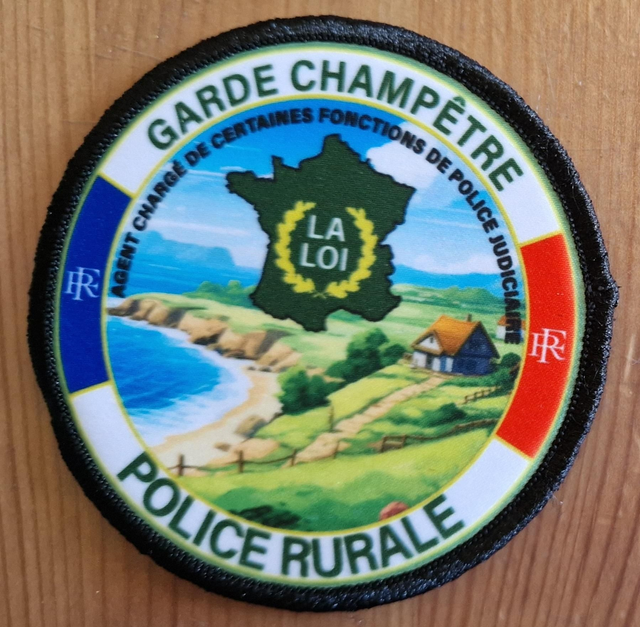 GARDE CHAMPÊTRE
AGENT CHARGÉ DE CERTAINES FONCTIONS DE POLICE JUDICIAIRE
LA
LOI
RF
RF
POLICE RURALE